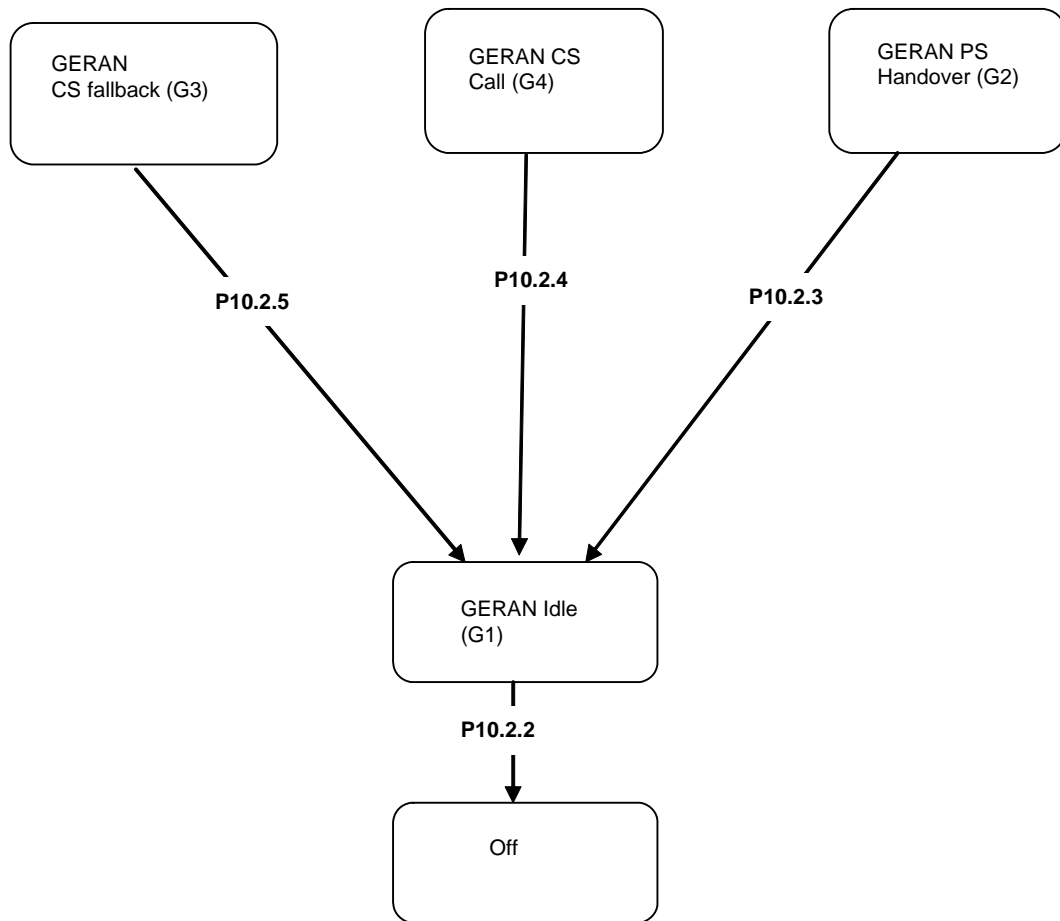 GERAN
CS fallback (G3)
GERAN CS
Call (G4)
GERAN PS
Handover (G2)
P10.2.5
P10.2.4
P10.2.3
GERAN Idle
(G1)
P10.2.2
Off